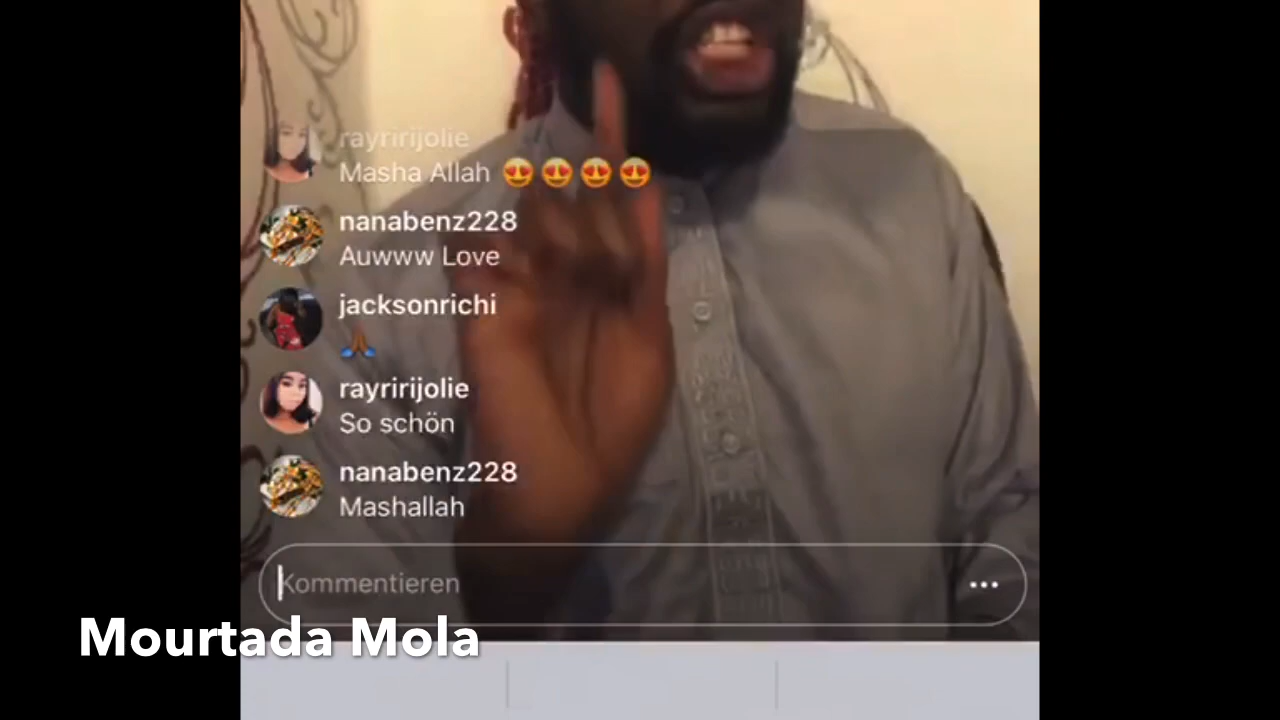 rayririjolie
Masha Allah 😍😍😍😍
nanabenz228
Auwww Love
jacksonrichi
🙏🏾
rayririjolie
So schön
nanabenz228
Mashallah
Kommentieren
Mourtada Mola